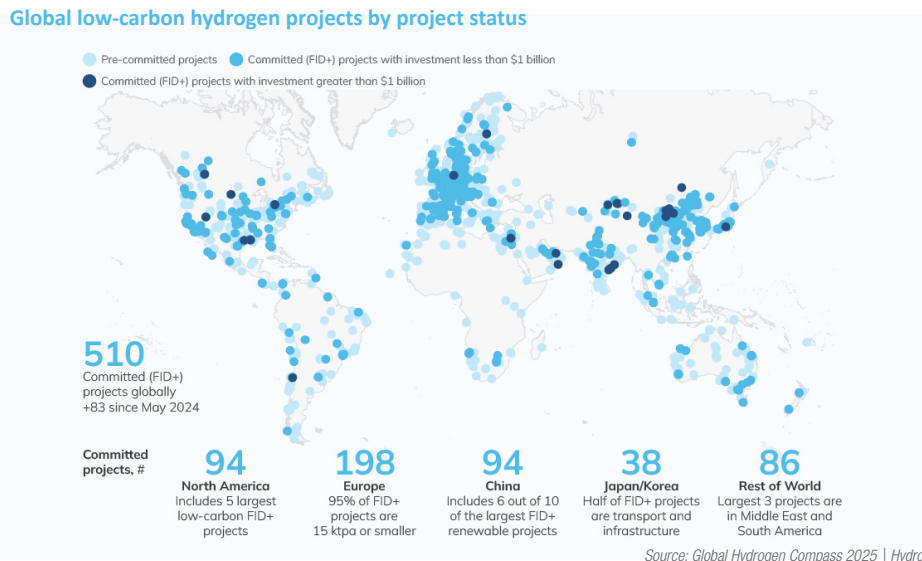 Global low-carbon hydrogen projects by project status
Pre-committed projects
Committed (FID+) projects with investment less than $1 billion
Committed (FID+) projects with investment greater than $1 billion
510
Committed (FID+)
projects globally
+83 since May 2024
Committed
projects, #
94
North America
Includes 5 largest
low-carbon FID+
projects
198
Europe
95% of FID+
projects are
15 ktpa or smaller
94
China
Includes 6 out of 10
of the largest FID+
renewable projects
38
Japan/Korea
Half of FID+ projects
are transport and
infrastructure
86
Rest of World
Largest 3 projects are
in Middle East and
South America
Source: Global Hydrogen Compass 2025 | Hydro